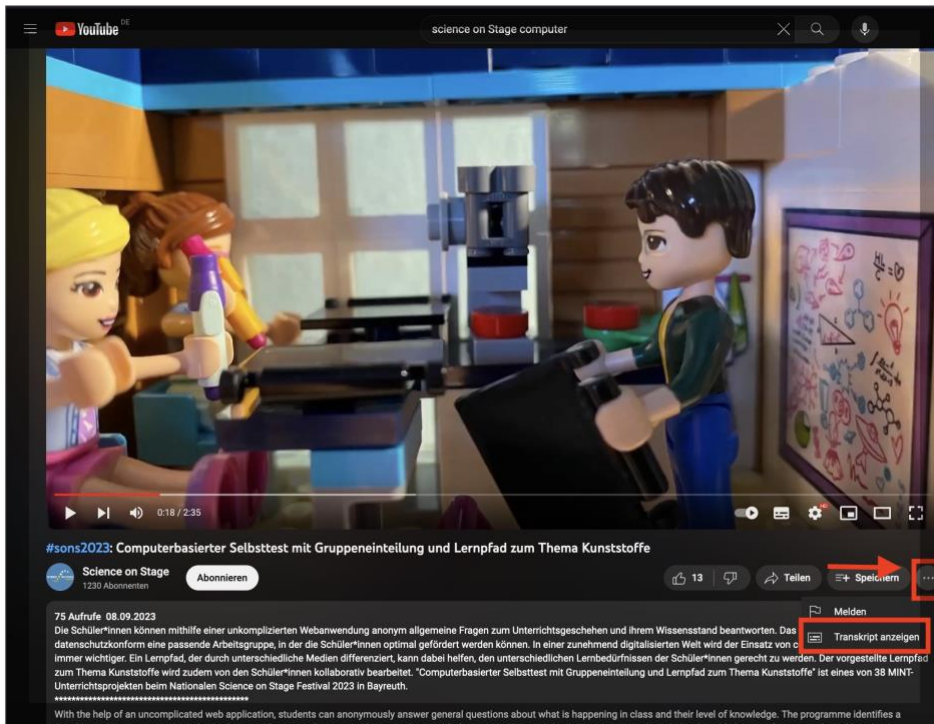 YouTube DE
science on Stage computer
0:18 / 2:35
#sons2023: Computerbasierter Selbsttest mit Gruppeneinteilung und Lernpfad zum Thema Kunststoffe
Science on Stage
1230 Abonnenten
Abonnieren
13
Teilen
Speichern
Melden
Transkript anzeigen
75 Aufrufe 08.09.2023
Die Schüler*innen können mithilfe einer unkomplizierten Webanwendung anonym allgemeine Fragen zum Unterrichtsgeschehen und ihrem Wissensstand beantworten. Das
datenschutzkonform eine passende Arbeitsgruppe, in der die Schüler*innen optimal gefördert werden können. In einer zunehmend digitalisierten Welt wird der Einsatz von
immer wichtiger. Ein Lernpfad, der durch unterschiedliche Medien differenziert, kann dabei helfen, den unterschiedlichen Lernbedürfnissen der Schüler*innen gerecht zu werden. Der vorgestellte Lernpfad
zum Thema Kunststoffe wird zudem von den Schüler*innen kollaborativ bearbeitet. "Computerbasierter Selbsttest mit Gruppeneinteilung und Lernpfad zum Thema Kunststoffe" ist eines von 38 MINT-
Unterrichtsprojekten beim Nationalen Science on Stage Festival 2023 in Bayreuth.
With the help of an uncomplicated web application, students can anonymously answer general questions about what is happening in class and their level of knowledge. The programme identifies a